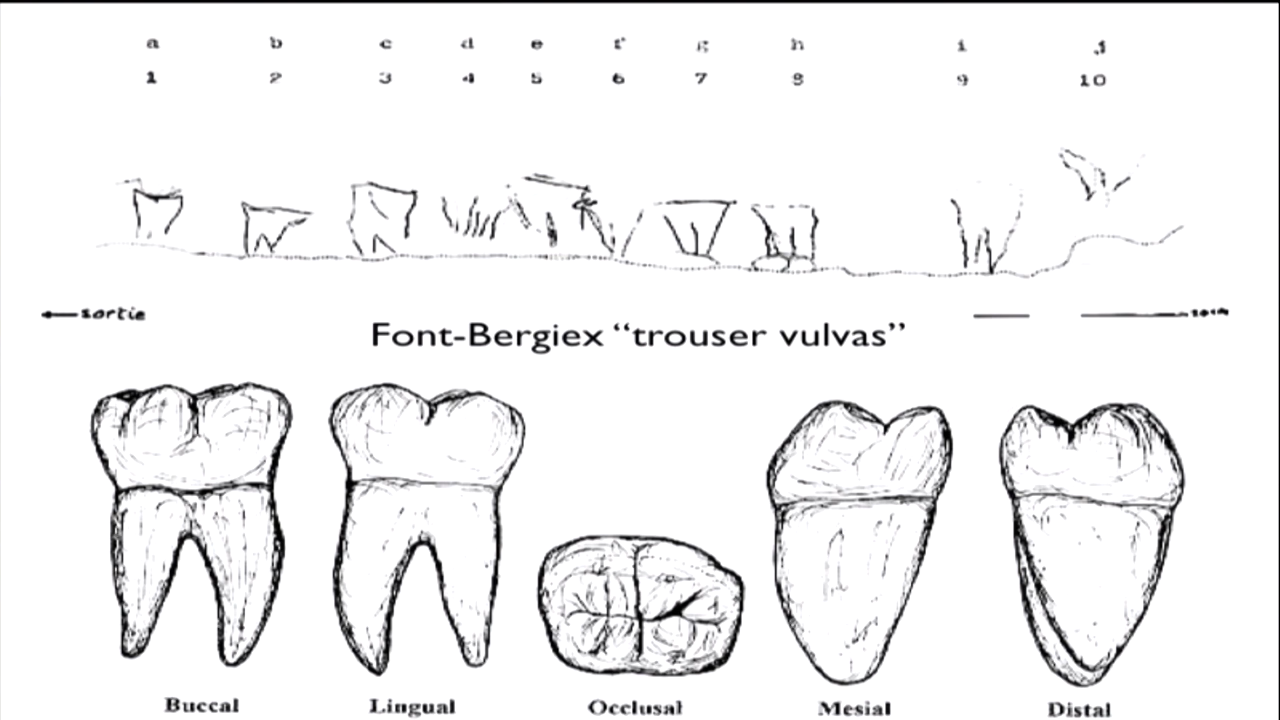 a b c d e f g h i j
1 2 3 4 5 6 7 8 9 10
sortie
Font-Bergiex “trouser vulvas”
Buccal Lingual Occlusal Mesial Distal